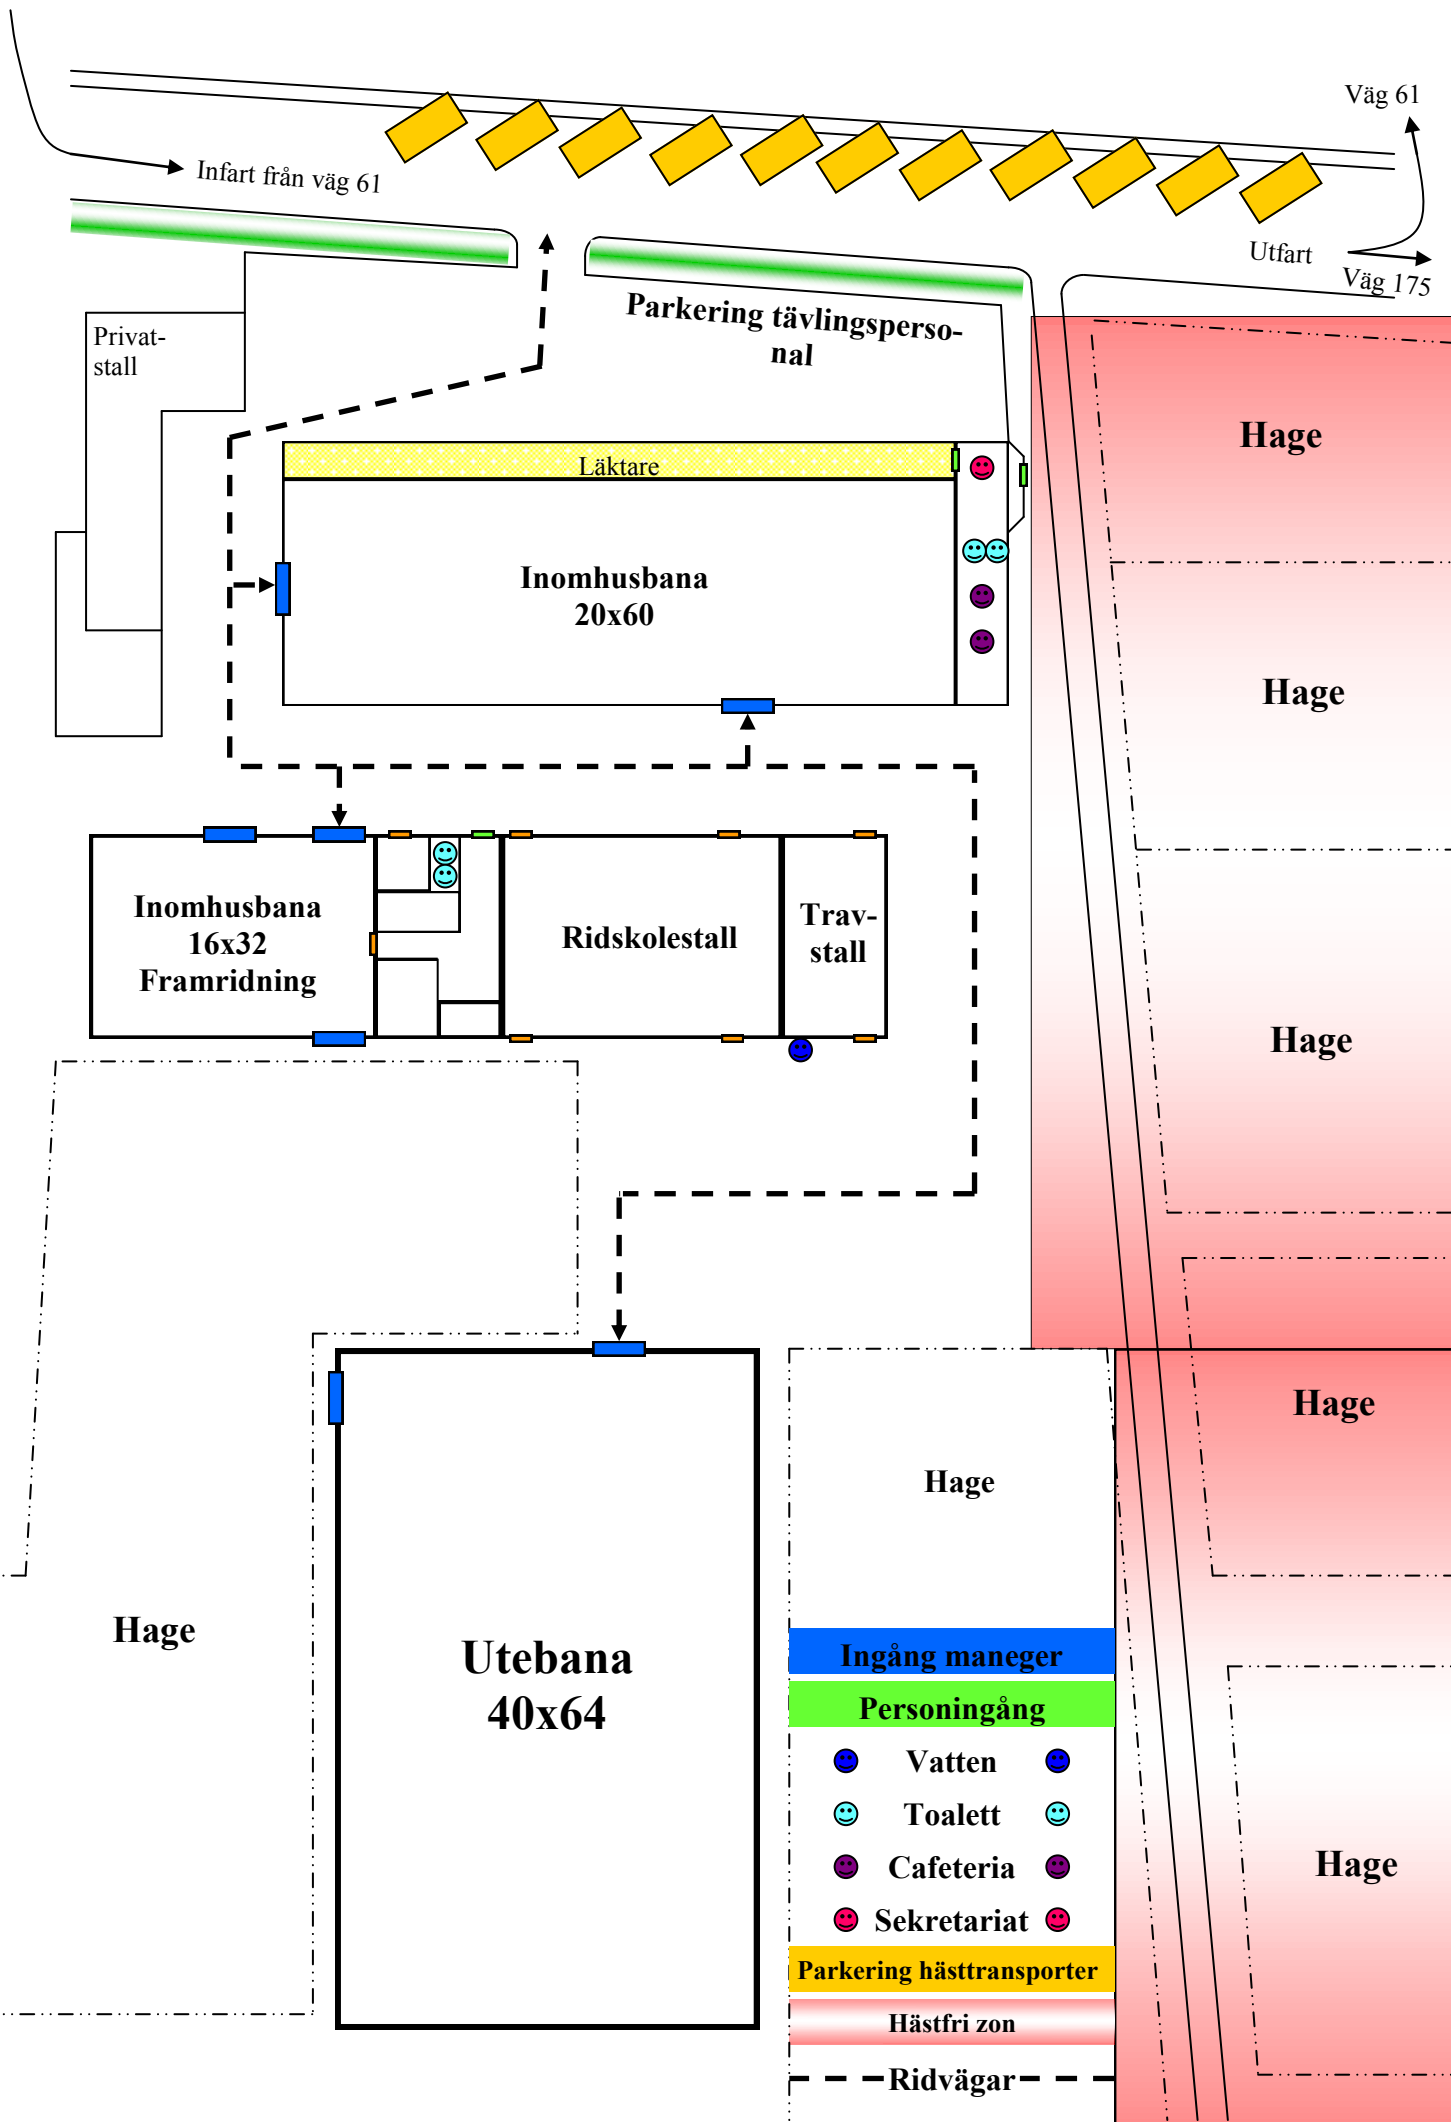 Väg 61
Infart från väg 61
Utfart
Väg 175
Parkering tävlingsperso-
nal
Privat-
stall
Hage
Läktare
Inomhusbana
20x60
Hage
Inomhusbana
16x32
Framridning
Ridskolestall
Trav-
stall
Hage
Hage
Hage
Hage
Utebana
40x64
Ingång maneger
Personingång
Vatten
Toalett
Cafeteria
Sekretariat
Parkering hästtransporter
Hästfri zon
Ridvägar
Hage